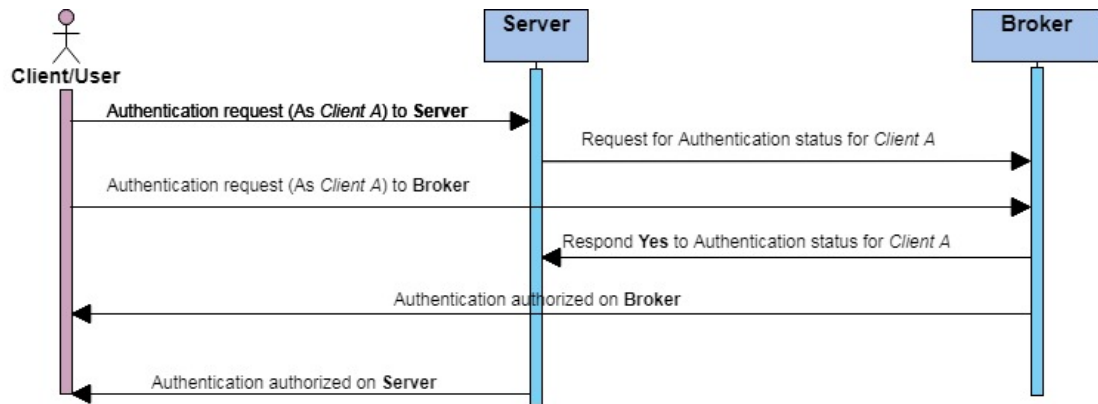 Server
Broker
Client/User
Authentication request (As Client A) to Server
Request for Authentication status for Client A
Authentication request (As Client A) to Broker
Respond Yes to Authentication status for Client A
Authentication authorized on Broker
Authentication authorized on Server